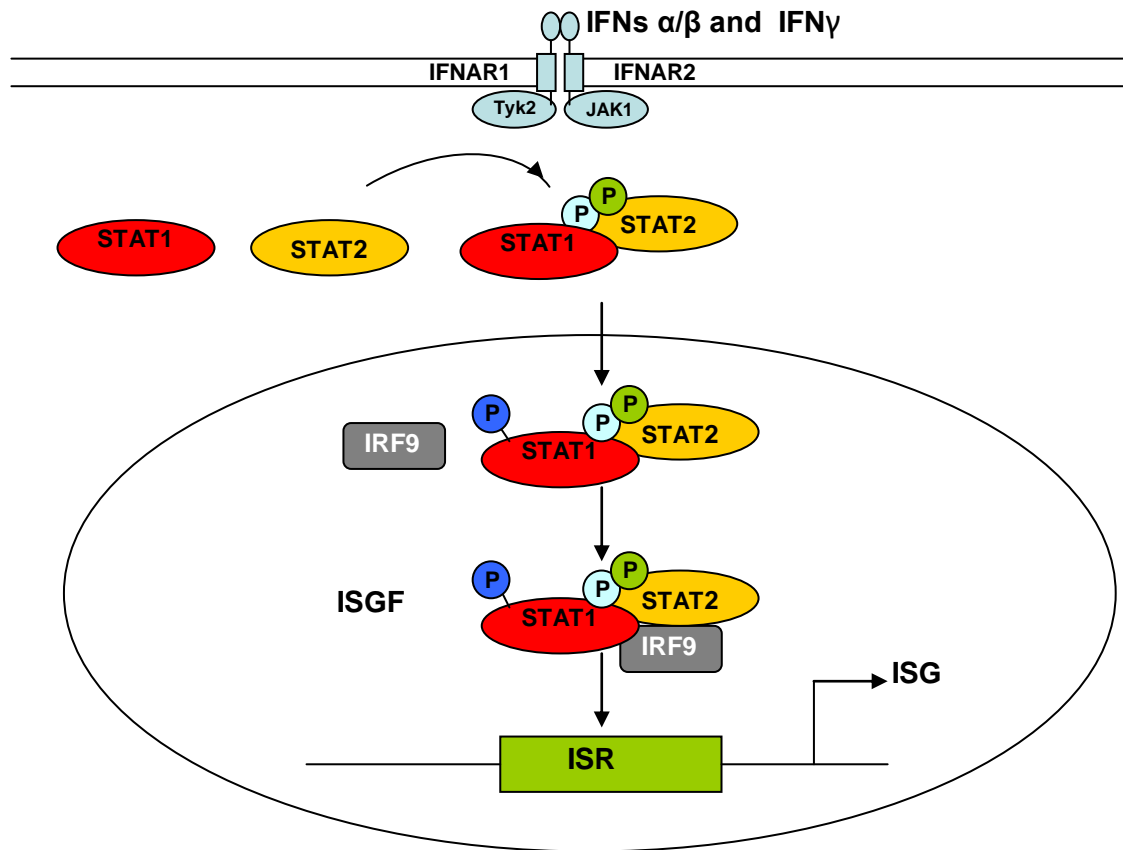 IFNs α/β and IFNγ
IFNAR1
IFNAR2
Tyk2
JAK1
STAT1
STAT2
P
P
STAT1
STAT2
IRF9
P
P
P
STAT1
STAT2
ISGF
P
P
P
STAT1
STAT2
IRF9
ISG
ISR